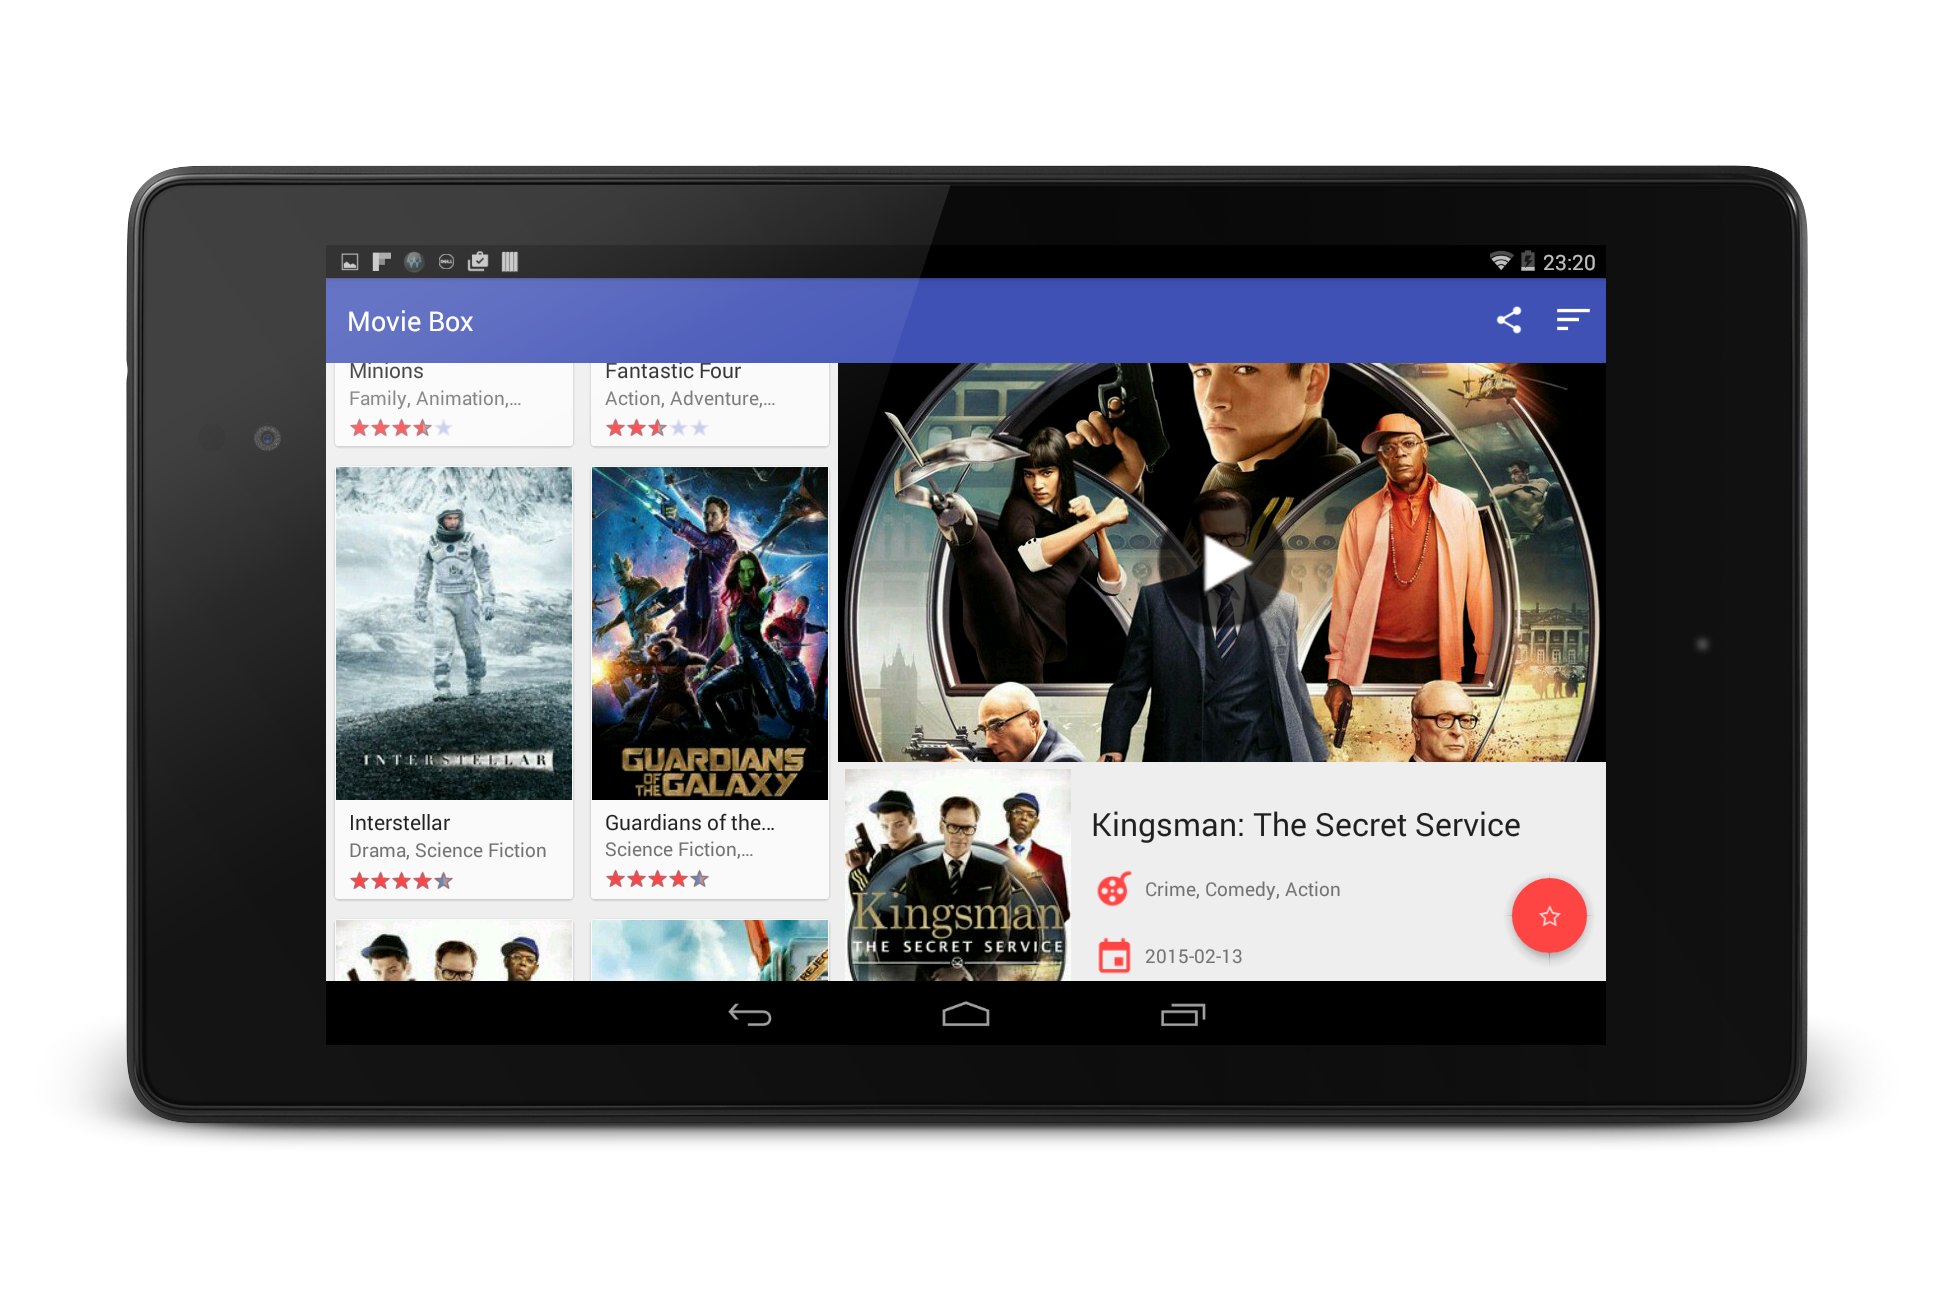 23:20
Movie Box
Minions
Family, Animation,...
Fantastic Four
Action, Adventure,...
INTERSTELLAR
Interstellar
Drama, Science Fiction
GUARDIANS
OF THE GALAXY
Guardians of the...
Science Fiction,...
REJEC
Kingsman
THE SECRET SERVICE
Kingsman: The Secret Service
Crime, Comedy, Action
2015-02-13